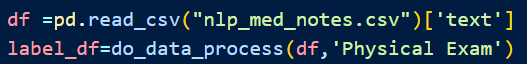 df =pd.read_csv("nlp_med_notes.csv")['text']
label_df=do_data_process(df,'Physical Exam')